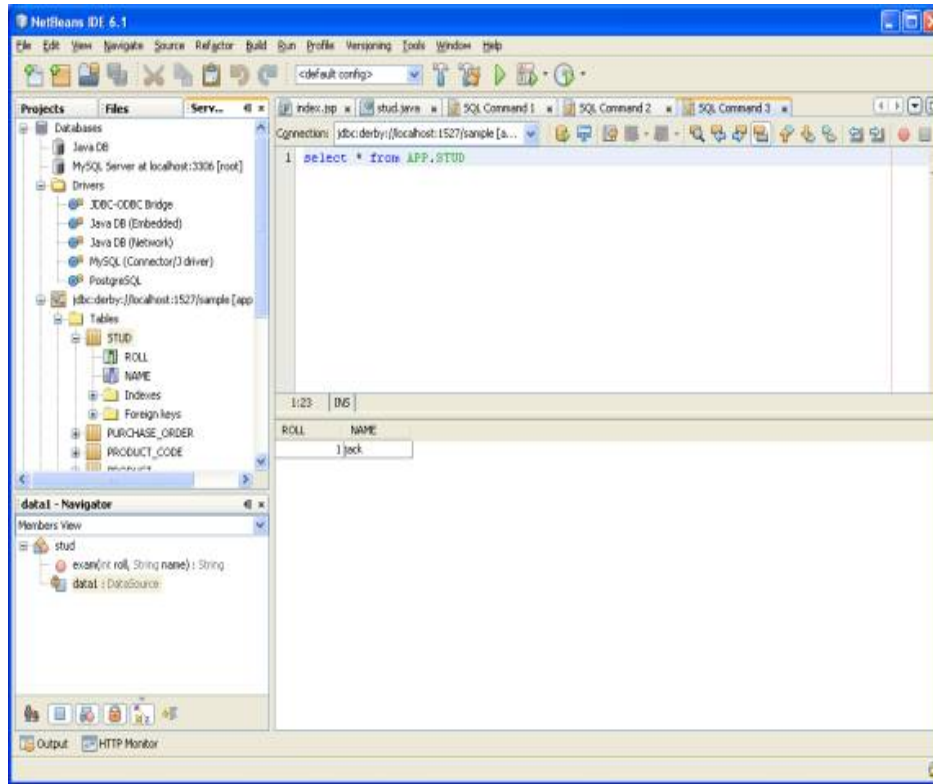 NetBeans IDE 6.1
File Edit View Navigate Source Refactor Build Run Profile Versioning Tools Window Help
<default config>
Projects Files Serv...
index.jsp stud.java SQL Command 1 SQL Command 2 SQL Command 3
Databases
Java DB
MySQL Server at localhost:3306 [root]
Drivers
JDBC-ODBC Bridge
Java DB (Embedded)
Java DB (Network)
MySQL (Connector/J driver)
PostgreSQL
jdbc:derby://localhost:1527/sample [app
Tables
STUD
ROLL
NAME
Indexes
Foreign keys
PURCHASE_ORDER
PRODUCT_CODE
PRODUCT
Connection: jdbc:derby://localhost:1527/sample [a...
1 select * from APP.STUD
1:23 INS
ROLL NAME
1 jack
data1 - Navigator
Members View
stud
exam(int roll, String name) : String
data1 : DataSource
Output HTTP Monitor